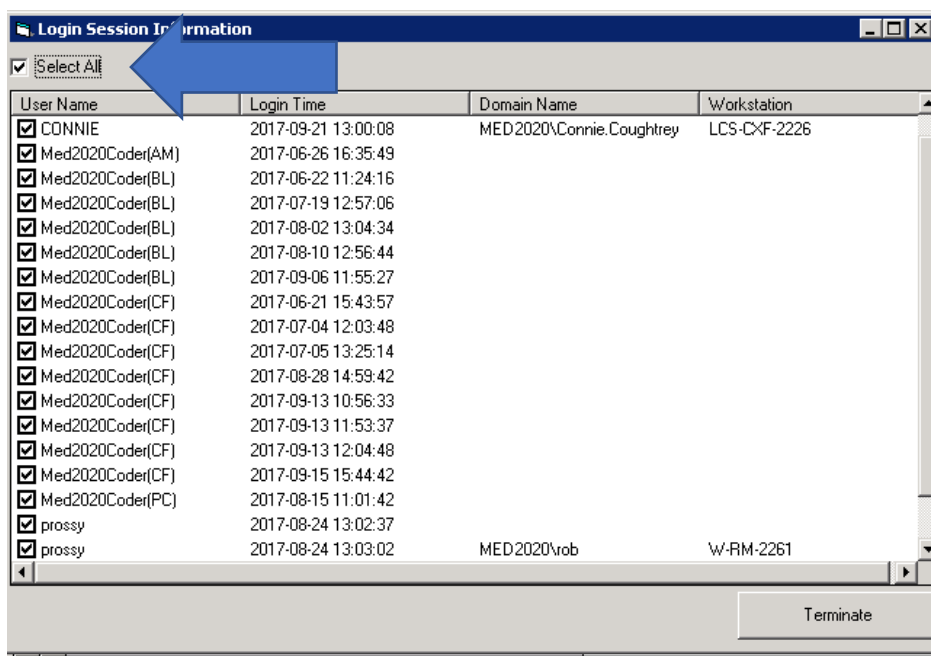 Login Session Information
Select All
User Name Login Time Domain Name Workstation
CONNIE 2017-09-21 13:00:08 MED2020\Connie.Coughtrey LCS-CXF-2226
Med2020Coder(AM) 2017-06-26 16:35:49
Med2020Coder(BL) 2017-06-22 11:24:16
Med2020Coder(BL) 2017-07-19 12:57:06
Med2020Coder(BL) 2017-08-02 13:04:34
Med2020Coder(BL) 2017-08-10 12:56:44
Med2020Coder(BL) 2017-09-06 11:55:27
Med2020Coder(CF) 2017-06-21 15:43:57
Med2020Coder(CF) 2017-07-04 12:03:48
Med2020Coder(CF) 2017-07-05 13:25:14
Med2020Coder(CF) 2017-08-28 14:59:42
Med2020Coder(CF) 2017-09-13 10:56:33
Med2020Coder(CF) 2017-09-13 11:53:37
Med2020Coder(CF) 2017-09-13 12:04:48
Med2020Coder(CF) 2017-09-15 15:44:42
Med2020Coder(PC) 2017-08-15 11:01:42
prossy 2017-08-24 13:02:37
prossy 2017-08-24 13:03:02 MED2020\rob W-RM-2261
Terminate